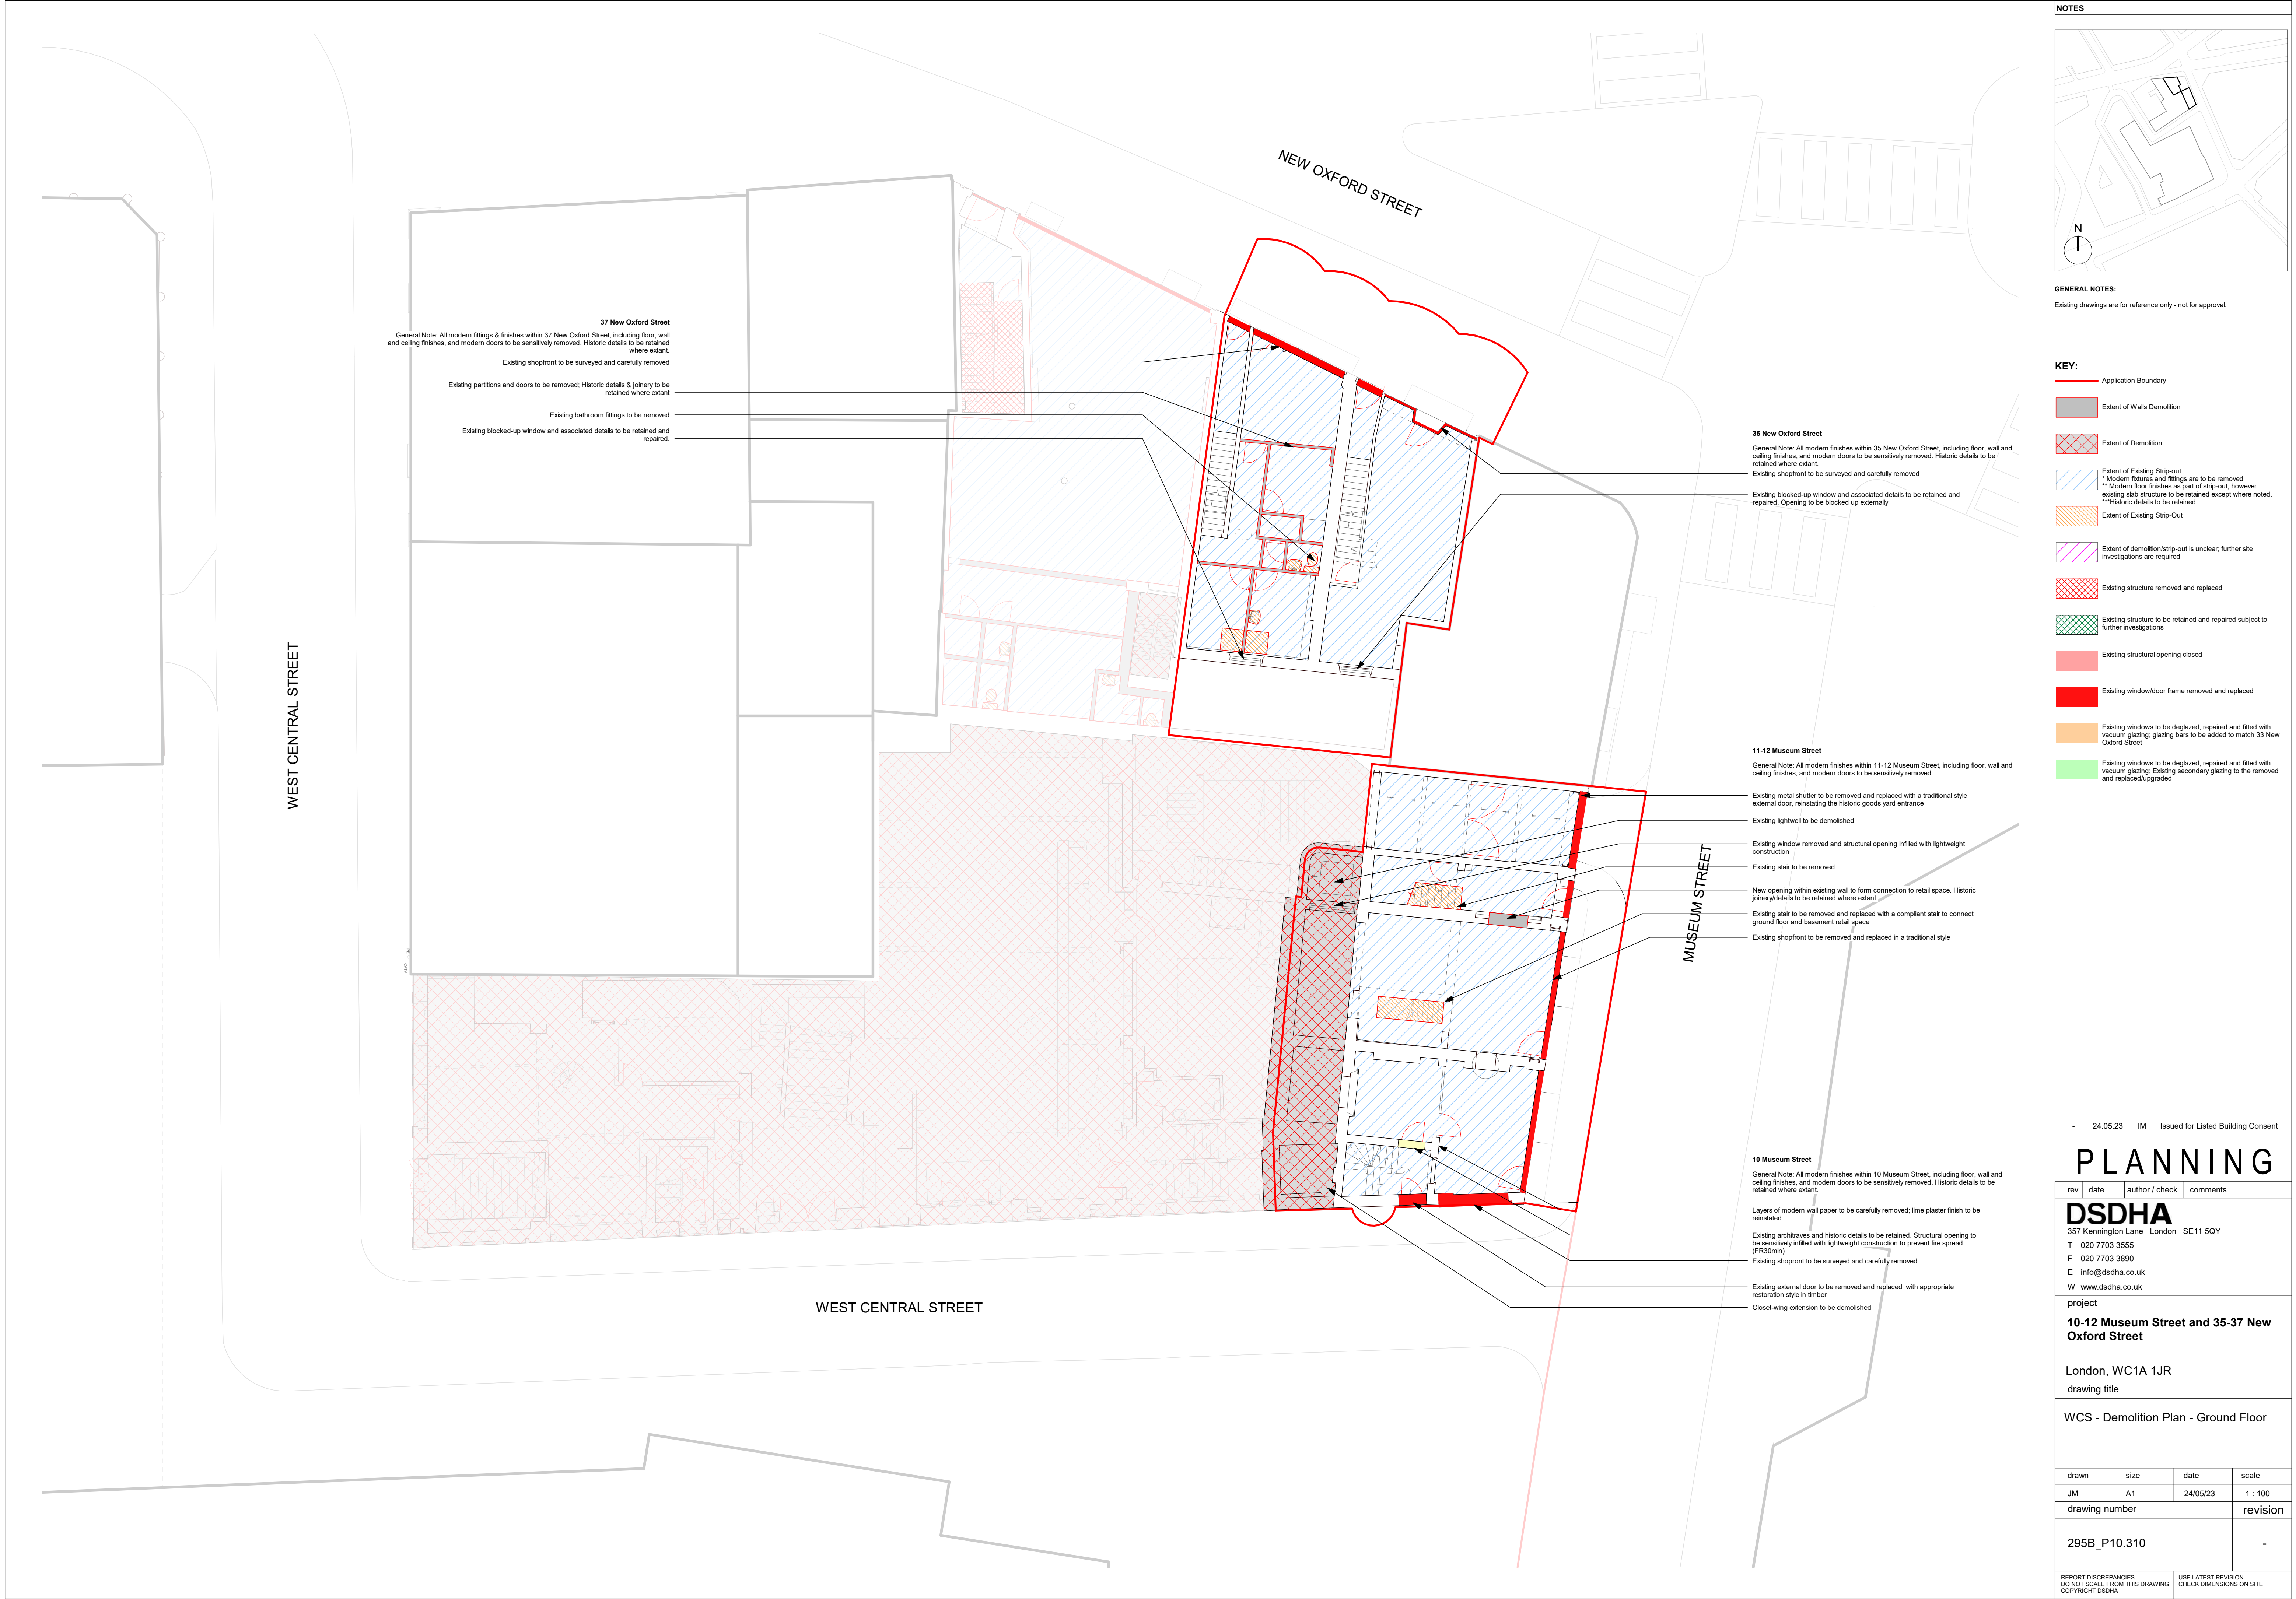 NEW OXFORD STREET
WEST CENTRAL STREET
MUSEUM STREET
WEST CENTRAL STREET
37 New Oxford Street
General Note: All modern fittings & finishes within 37 New Oxford Street, including floor, wall
and ceiling finishes, and modern doors to be sensitively removed. Historic details to be retained
where extant.
Existing shopfront to be surveyed and carefully removed
Existing partitions and doors to be removed; Historic details & joinery to be
retained where extant
Existing bathroom fittings to be removed
Existing blocked-up window and associated details to be retained and
repaired.
35 New Oxford Street
General Note: All modern finishes within 35 New Oxford Street, including floor, wall and
ceiling finishes, and modern doors to be sensitively removed. Historic details to be
retained where extant.
Existing shopfront to be surveyed and carefully removed
Existing blocked-up window and associated details to be retained and
repaired. Opening to be blocked up externally
11-12 Museum Street
General Note: All modern finishes within 11-12 Museum Street, including floor, wall and
ceiling finishes, and modern doors to be sensitively removed.
Existing metal shutter to be removed and replaced with a traditional style
external door, reinstating the historic goods yard entrance
Existing lightwell to be demolished
Existing window removed and structural opening infilled with lightweight
construction
Existing stair to be removed
New opening within existing wall to form connection to retail space. Historic
joinery/details to be retained where extant
Existing stair to be removed and replaced with a compliant stair to connect
ground floor and basement retail space
Existing shopfront to be removed and replaced in a traditional style
10 Museum Street
General Note: All modern finishes within 10 Museum Street, including floor, wall and
ceiling finishes, and modern doors to be sensitively removed. Historic details to be
retained where extant.
Layers of modern wall paper to be carefully removed; lime plaster finish to be
reinstated
Existing architraves and historic details to be retained. Structural opening to
be sensitively infilled with lightweight construction to prevent fire spread
(FR30min)
Existing shopront to be surveyed and carefully removed
Existing external door to be removed and replaced with appropriate
restoration style in timber
Closet-wing extension to be demolished
NOTES
N
GENERAL NOTES:
Existing drawings are for reference only - not for approval.
KEY:
Application Boundary
Extent of Walls Demolition
Extent of Demolition
Extent of Existing Strip-out
* Modern fixtures and fittings are to be removed
** Modern floor finishes as part of strip-out, however
existing slab structure to be retained except where noted.
***Historic details to be retained
Extent of Existing Strip-Out
Extent of demolition/strip-out is unclear; further site
investigations are required
Existing structure removed and replaced
Existing structure to be retained and repaired subject to
further investigations
Existing structural opening closed
Existing window/door frame removed and replaced
Existing windows to be deglazed, repaired and fitted with
vacuum glazing; glazing bars to be added to match 33 New
Oxford Street
Existing windows to be deglazed, repaired and fitted with
vacuum glazing; Existing secondary glazing to the removed
and replaced/upgraded
- 24.05.23 IM Issued for Listed Building Consent
PLANNING
rev date author / check comments
DSDHA
357 Kennington Lane London SE11 5QY
T 020 7703 3555
F 020 7703 3890
E info@dsdha.co.uk
W www.dsdha.co.uk
project
10-12 Museum Street and 35-37 New
Oxford Street
London, WC1A 1JR
drawing title
WCS - Demolition Plan - Ground Floor
drawn size date scale
JM A1 24/05/23 1 : 100
drawing number revision
295B_P10.310 -
REPORT DISCREPANCIES
DO NOT SCALE FROM THIS DRAWING
COPYRIGHT DSDHA
USE LATEST REVISION
CHECK DIMENSIONS ON SITE